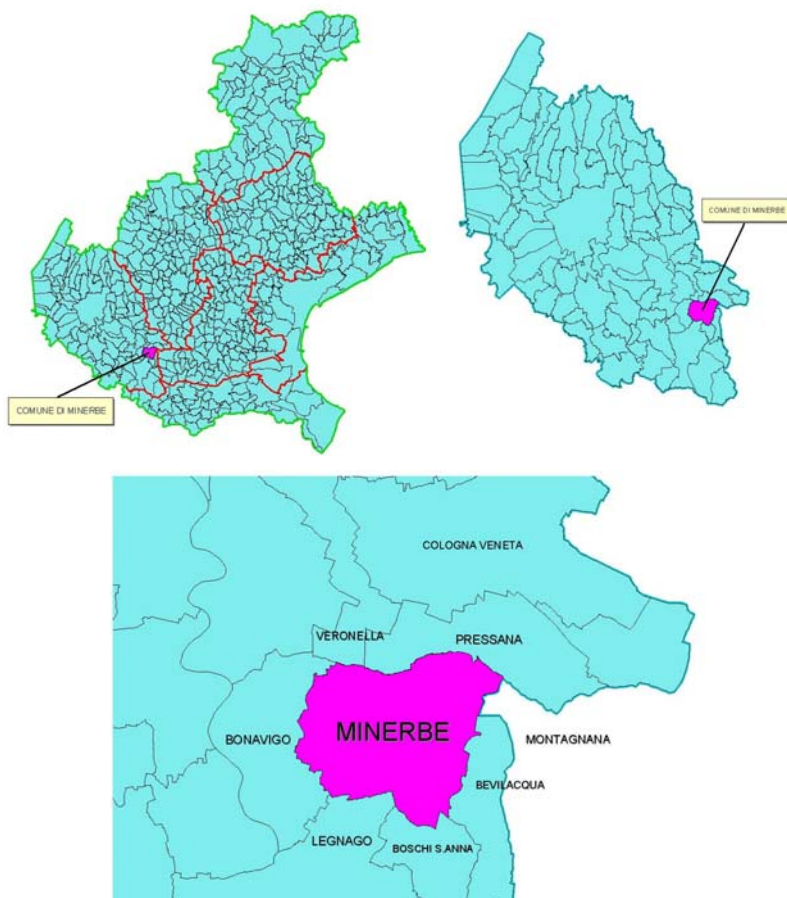 COMUNE DI MINERBE
COMUNE DI MINERBE
COLOGNA VENETA
VERONELLA
PRESSANA
MINERBE
BONAVIGO
MONTAGNANA
BEVILACQUA
LEGNAGO
BOSCHI S.ANNA